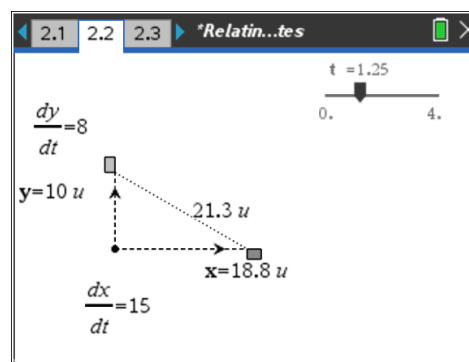 2.1 2.2 2.3 *Relatin...tes
t =1.25
0. 4.
dy/dt=8
y=10 u
21.3 u
x=18.8 u
dx/dt=15